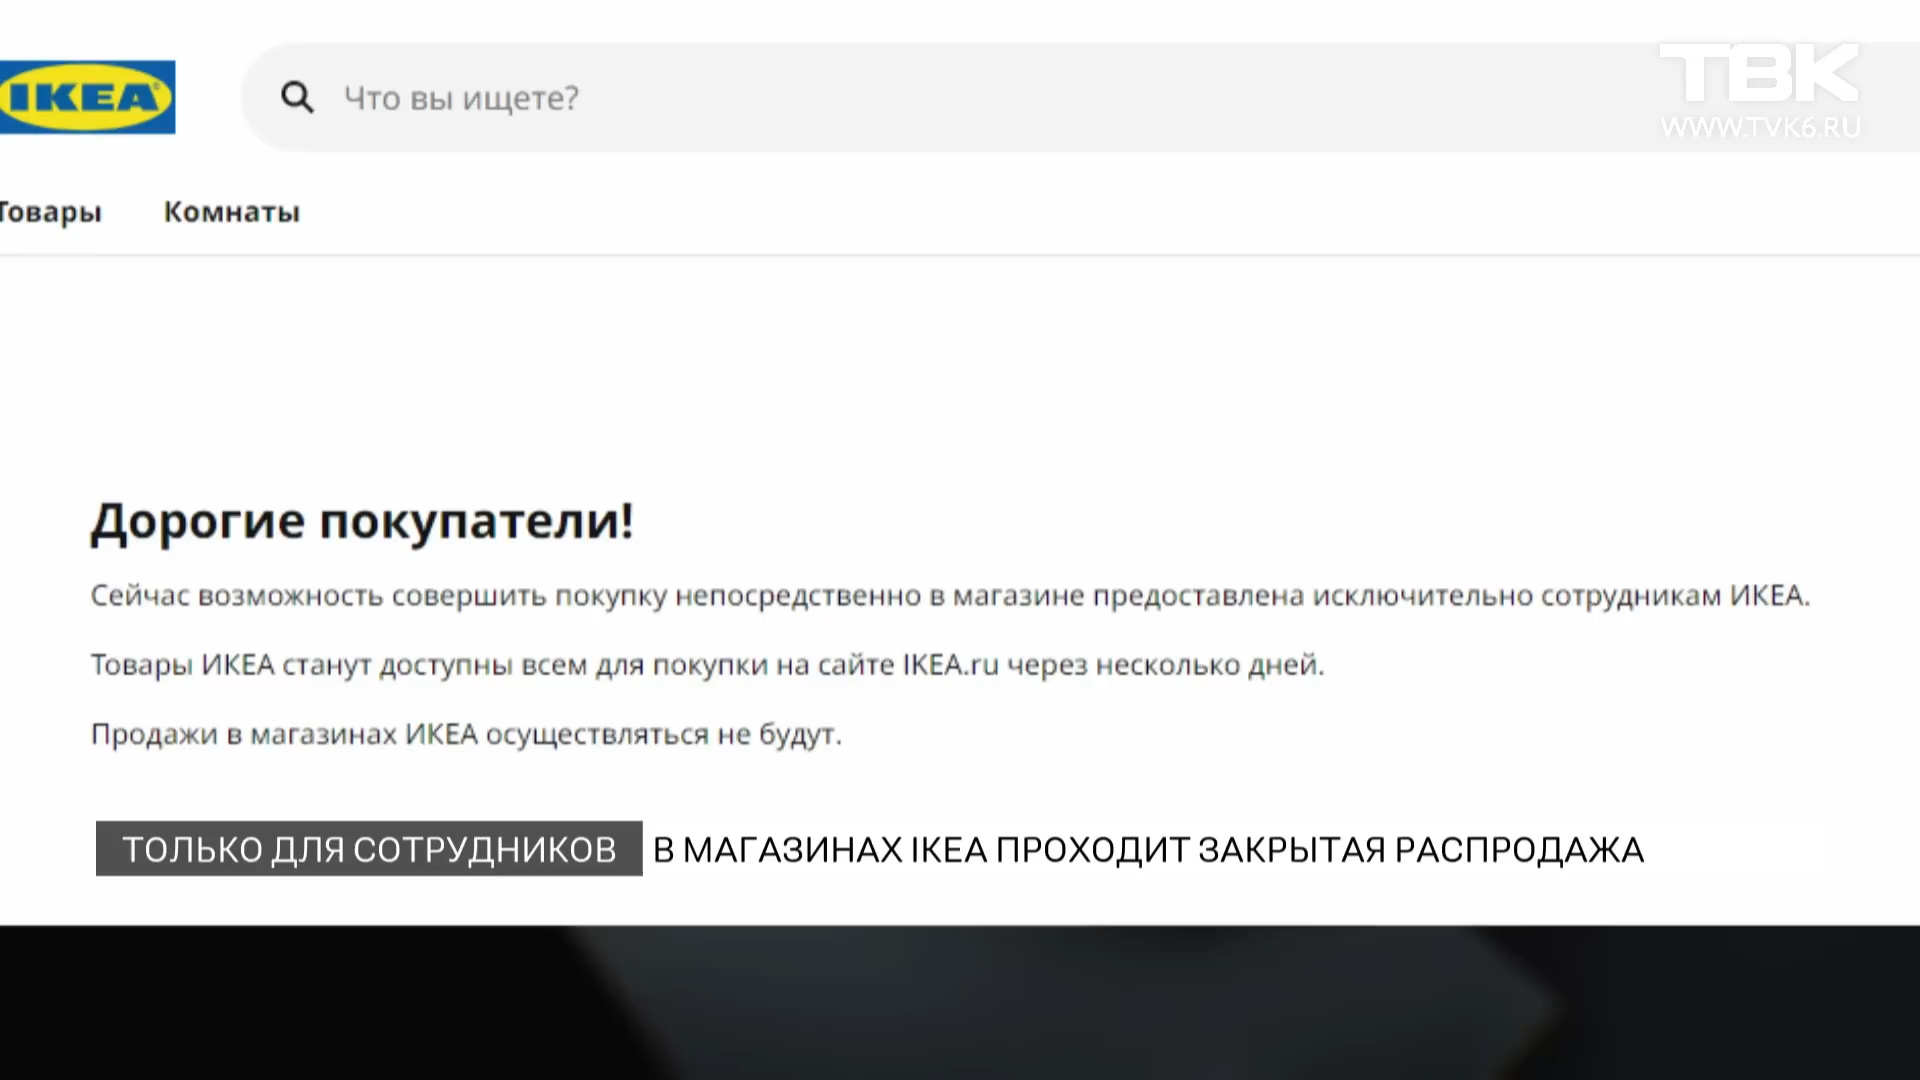 IKEA
Что вы ищете?
ТВК
WWW.TVK6.RU
Товары Комнаты
Дорогие покупатели!
Сейчас возможность совершить покупку непосредственно в магазине предоставлена исключительно сотрудникам ИКЕА.
Товары ИКЕА станут доступны всем для покупки на сайте IKEA.ru через несколько дней.
Продажи в магазинах ИКЕА осуществляться не будут.
ТОЛЬКО ДЛЯ СОТРУДНИКОВ В МАГАЗИНАХ IKEA ПРОХОДИТ ЗАКРЫТАЯ РАСПРОДАЖА